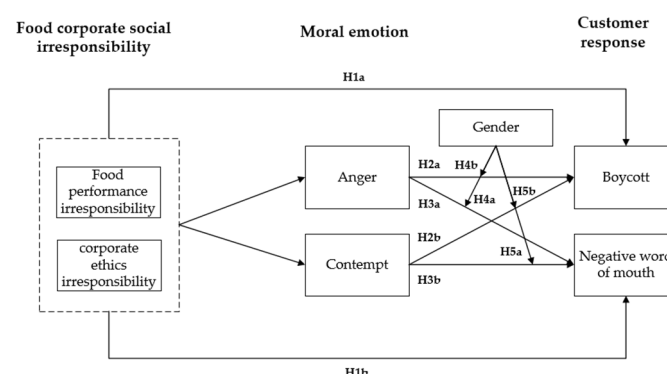 Food corporate social
irresponsibility
Moral emotion
Customer
response
H1a
Gender
Food
performance
irresponsibility
corporate
ethics
irresponsibility
Anger
Contempt
H2a
H4b
H3a
H4a
H5b
H2b
H5a
H3b
Boycott
Negative word
of mouth
H1b